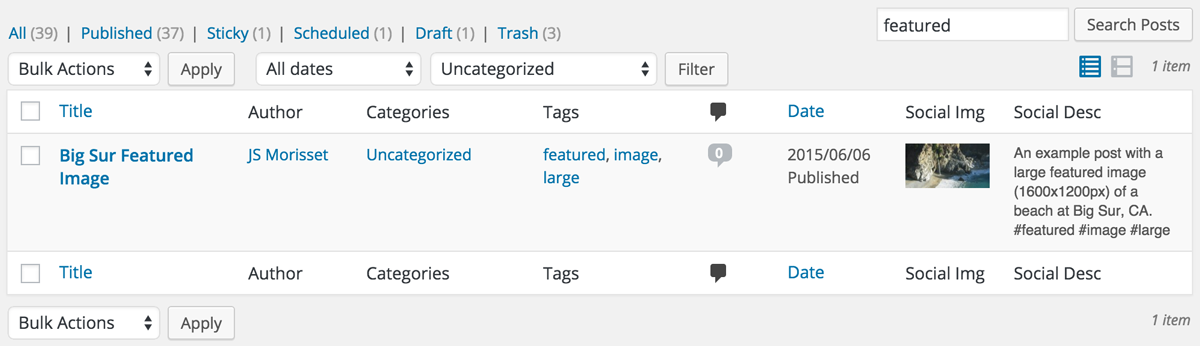 All (39) | Published (37) | Sticky (1) | Scheduled (1) | Draft (1) | Trash (3)
featured Search Posts
Bulk Actions Apply All dates Uncategorized Filter 1 item
Title Author Categories Tags Date Social Img Social Desc
Big Sur Featured JS Morisset Uncategorized featured, image, 0 2015/06/06 An example post with a
Image large Published large featured image
(1600x1200px) of a
beach at Big Sur, CA.
#featured #image #large
Title Author Categories Tags Date Social Img Social Desc
Bulk Actions Apply 1 item